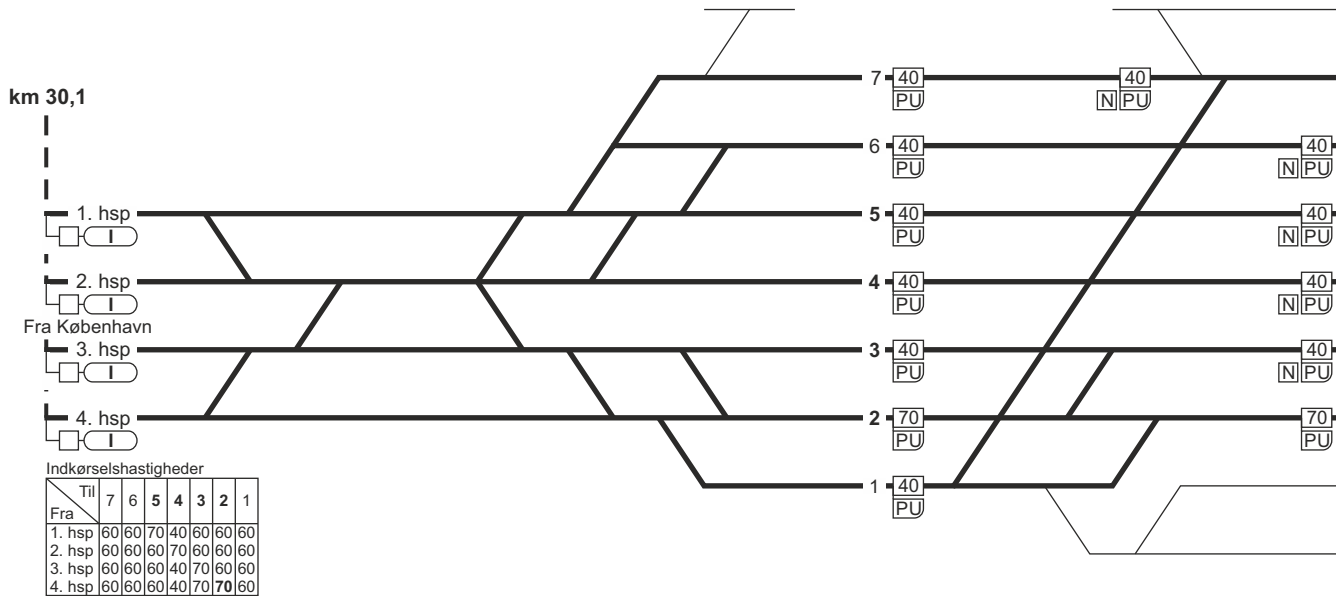 7 40 40
PU N PU
km 30,1
6 40 40
PU N PU
1. hsp 5 40 40
I PU N PU
2. hsp 4 40 40
I PU N PU
Fra København
3. hsp 3 40 40
I PU N PU
4. hsp 2 70 70
I PU PU
Indkørselshastigheder
1 40
PU
Til 7 6 5 4 3 2 1
Fra
1. hsp 60 60 70 40 60 60 60
2. hsp 60 60 60 70 60 60 60
3. hsp 60 60 60 40 70 60 60
4. hsp 60 60 60 40 70 70 60